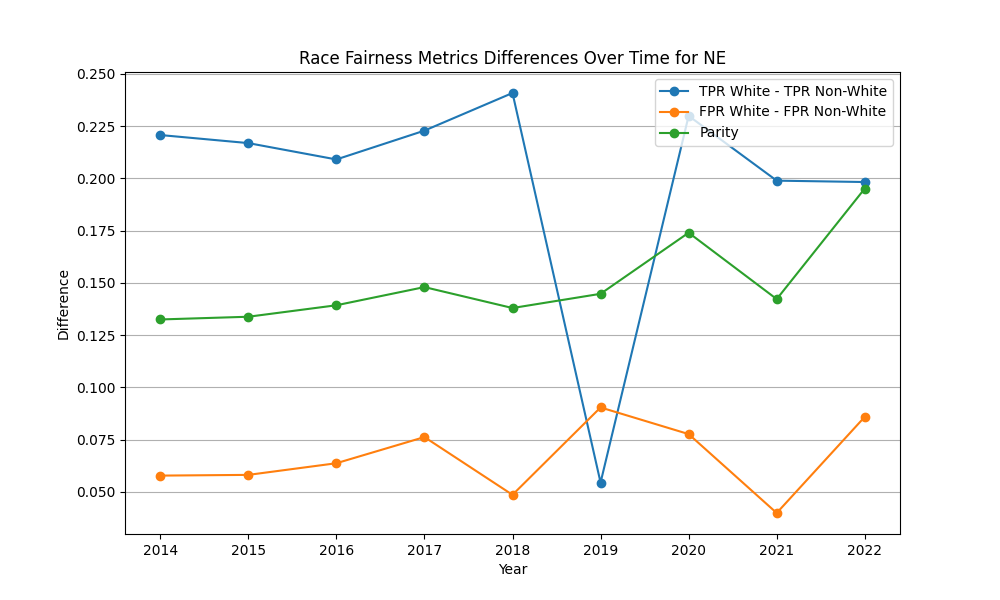 Race Fairness Metrics Differences Over Time for NE
TPR White - TPR Non-White
FPR White - FPR Non-White
Parity
0.250
0.225
0.200
0.175
0.150
0.125
0.100
0.075
0.050
Difference
2014 2015 2016 2017 2018 2019 2020 2021 2022
Year